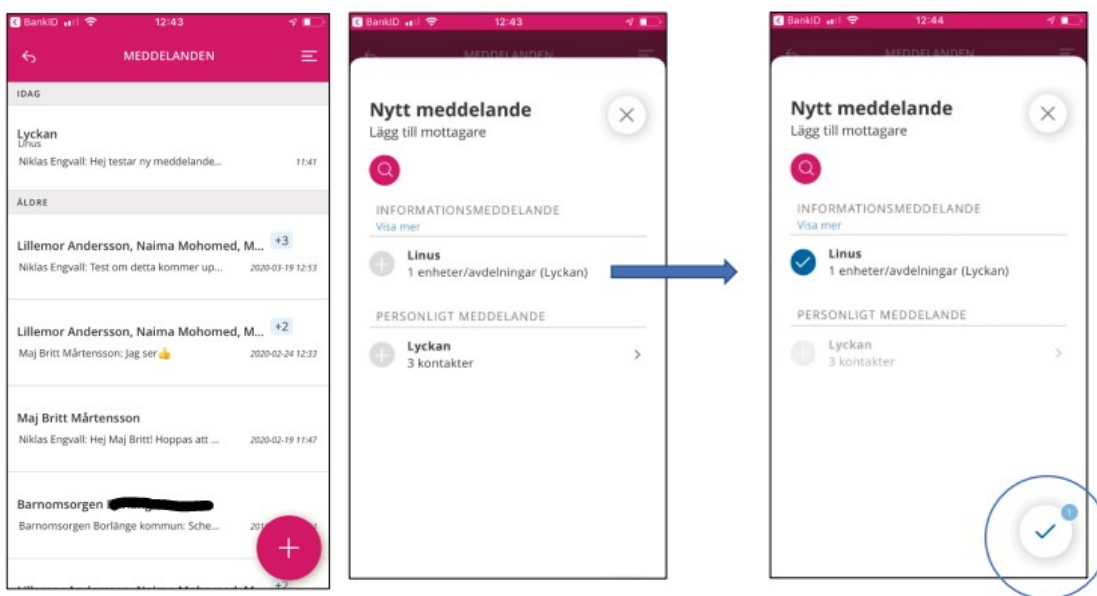 BankID 12:43
MEDDELANDEN
IDAG
Lyckan
Linus
Niklas Engvall: Hej testar ny meddelande... 11:41
ÄLDRE
Lillemor Andersson, Naima Mohomed, M... +3
Niklas Engvall: Test om detta kommer up... 2020-03-19 12:53
Lillemor Andersson, Naima Mohomed, M... +2
Maj Britt Mårtensson: Jag ser👍 2020-02-24 12:33
Maj Britt Mårtensson
Niklas Engvall: Hej Maj Britt! Hoppas att ... 2020-02-19 11:47
Barnomsorgen
Barnomsorgen Borlänge kommun: Sche...
+2
BankID 12:43
MEDDELANDEN
Nytt meddelande
Lägg till mottagare
INFORMATIONSMEDDELANDE
Visa mer
Linus
1 enheter/avdelningar (Lyckan)
PERSONLIGT MEDDELANDE
Lyckan
3 kontakter
BankID 12:44
MEDDELANDEN
Nytt meddelande
Lägg till mottagare
INFORMATIONSMEDDELANDE
Visa mer
Linus
1 enheter/avdelningar (Lyckan)
PERSONLIGT MEDDELANDE
Lyckan
3 kontakter
1